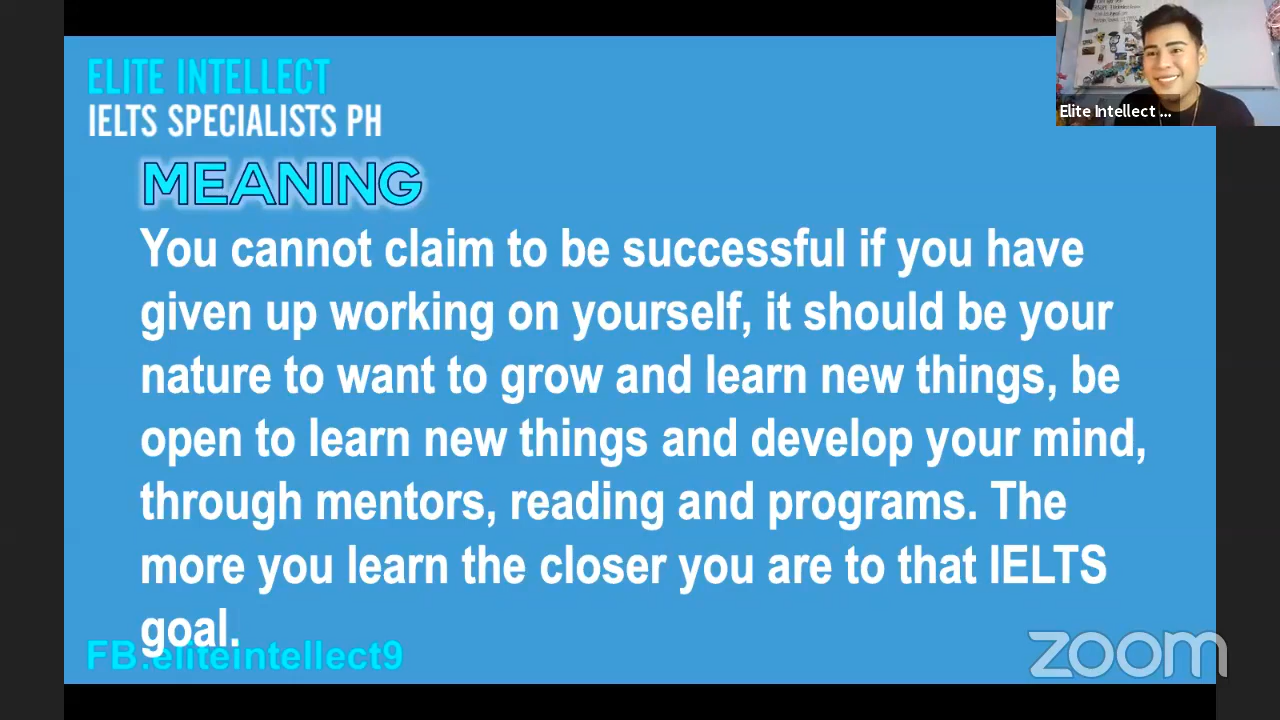 ELITE INTELLECT
IELTS SPECIALISTS PH
MEANING
You cannot claim to be successful if you have
given up working on yourself, it should be your
nature to want to grow and learn new things, be
open to learn new things and develop your mind,
through mentors, reading and programs. The
more you learn the closer you are to that IELTS
goal.
FB:eliteintellect9
Elite Intellect ...
zoom